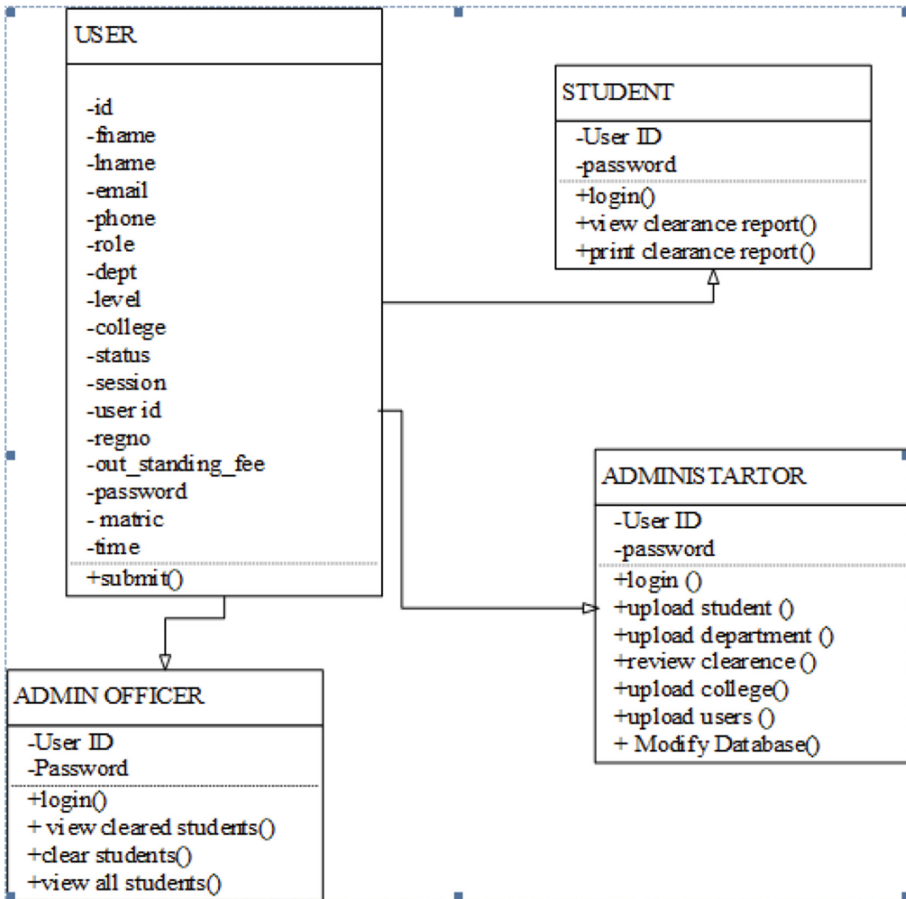 USER
-id
-fname
-lname
-email
-phone
-role
-dept
-level
-college
-status
-session
-user id
-regno
-out_standing_fee
-password
- matric
-time
+submit()
STUDENT
-User ID
-password
+login()
+view clearance report()
+print clearance report()
ADMINISTARTOR
-User ID
-password
+login ()
+upload student ()
+upload department ()
+review clearence ()
+upload college()
+upload users ()
+ Modify Database()
ADMIN OFFICER
-User ID
-Password
+login()
+ view cleared students()
+clear students()
+view all students()